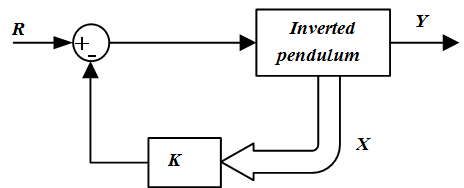 R
+
-
Inverted
pendulum
Y
K
X